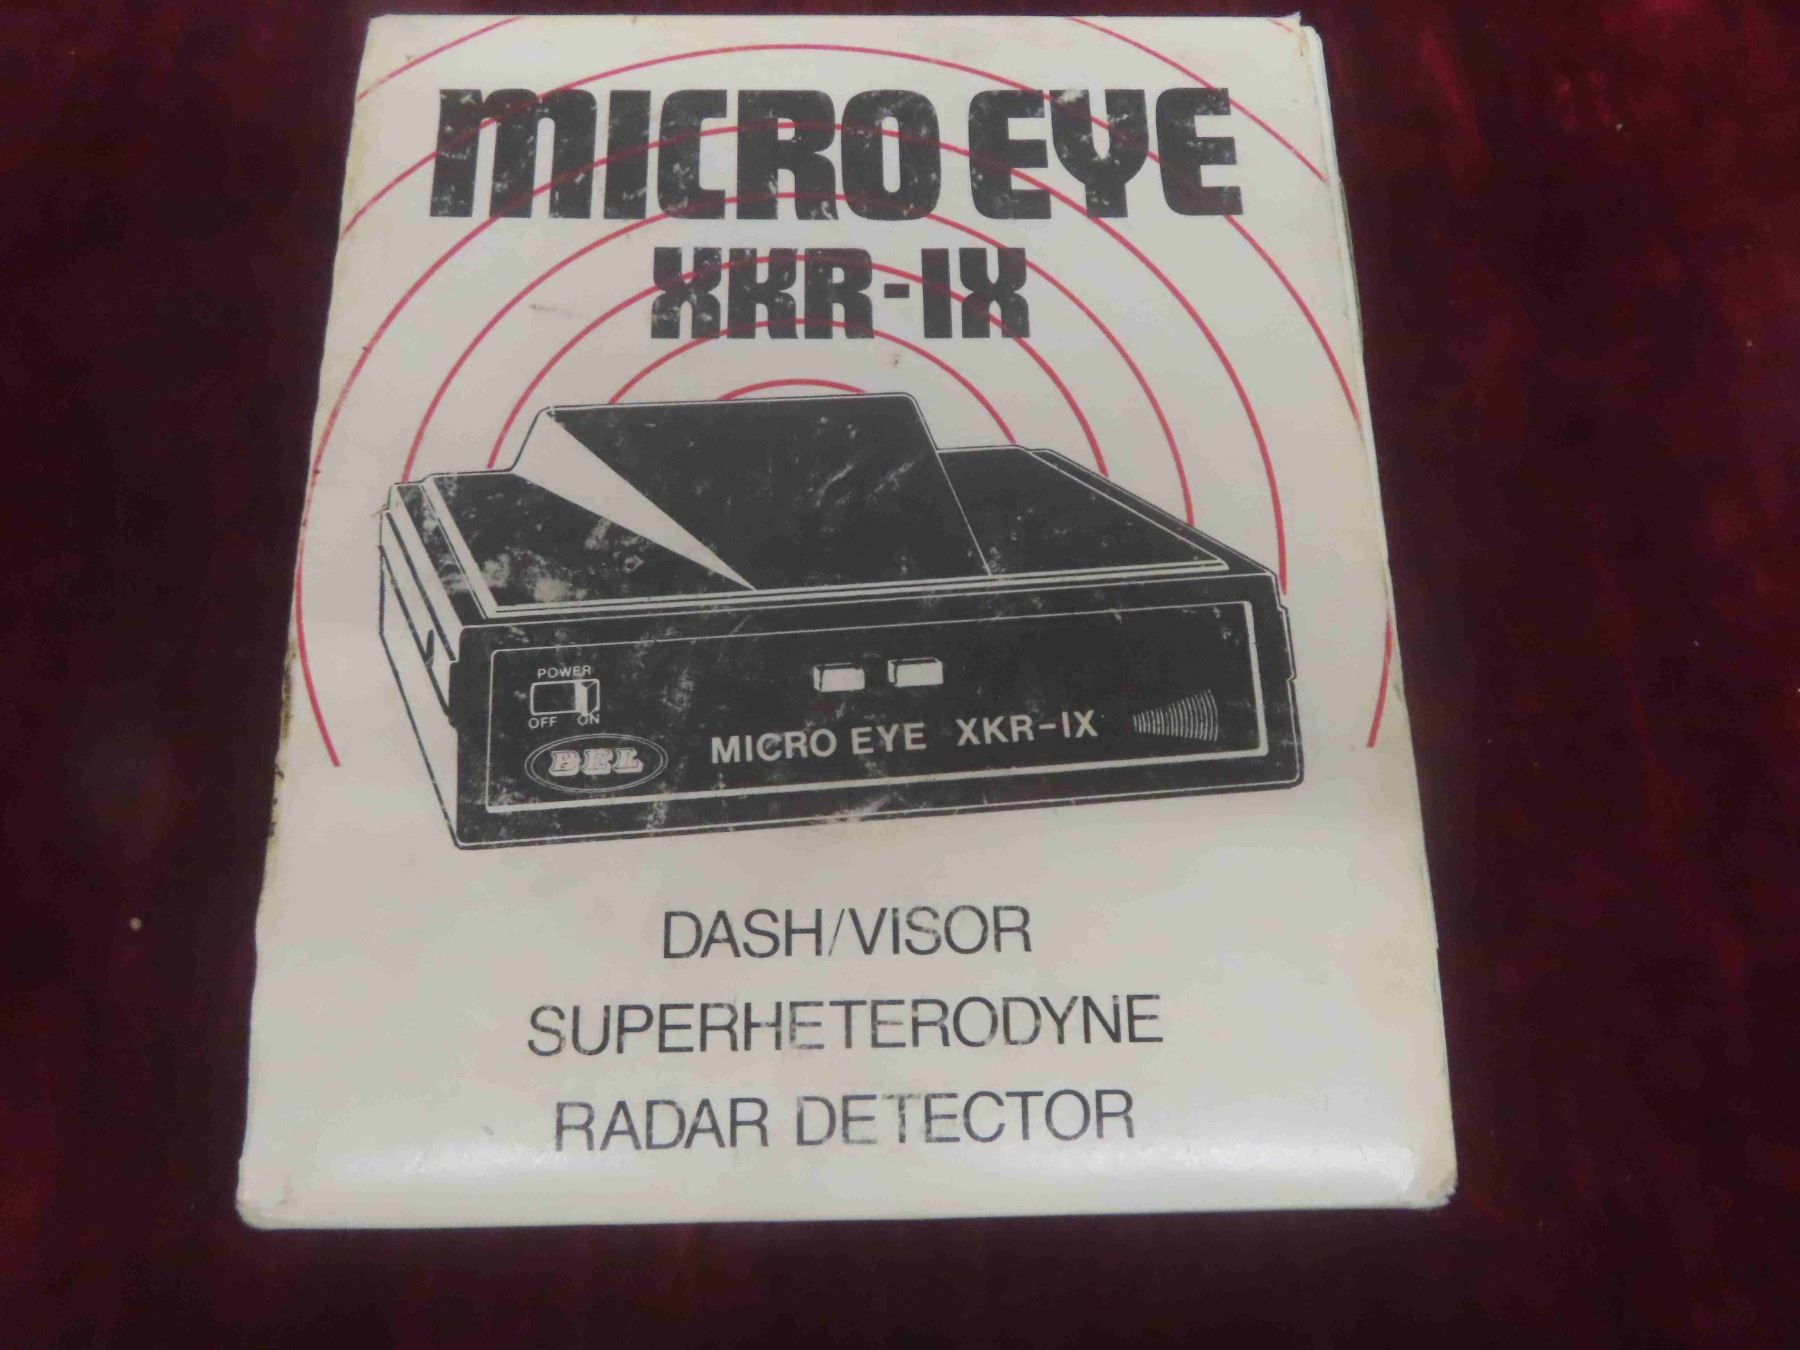 MICRO EYE
XKR-IX
POWER
OFF ON
BEL
MICRO EYE XKR-IX
DASH/VISOR
SUPERHETERODYNE
RADAR DETECTOR